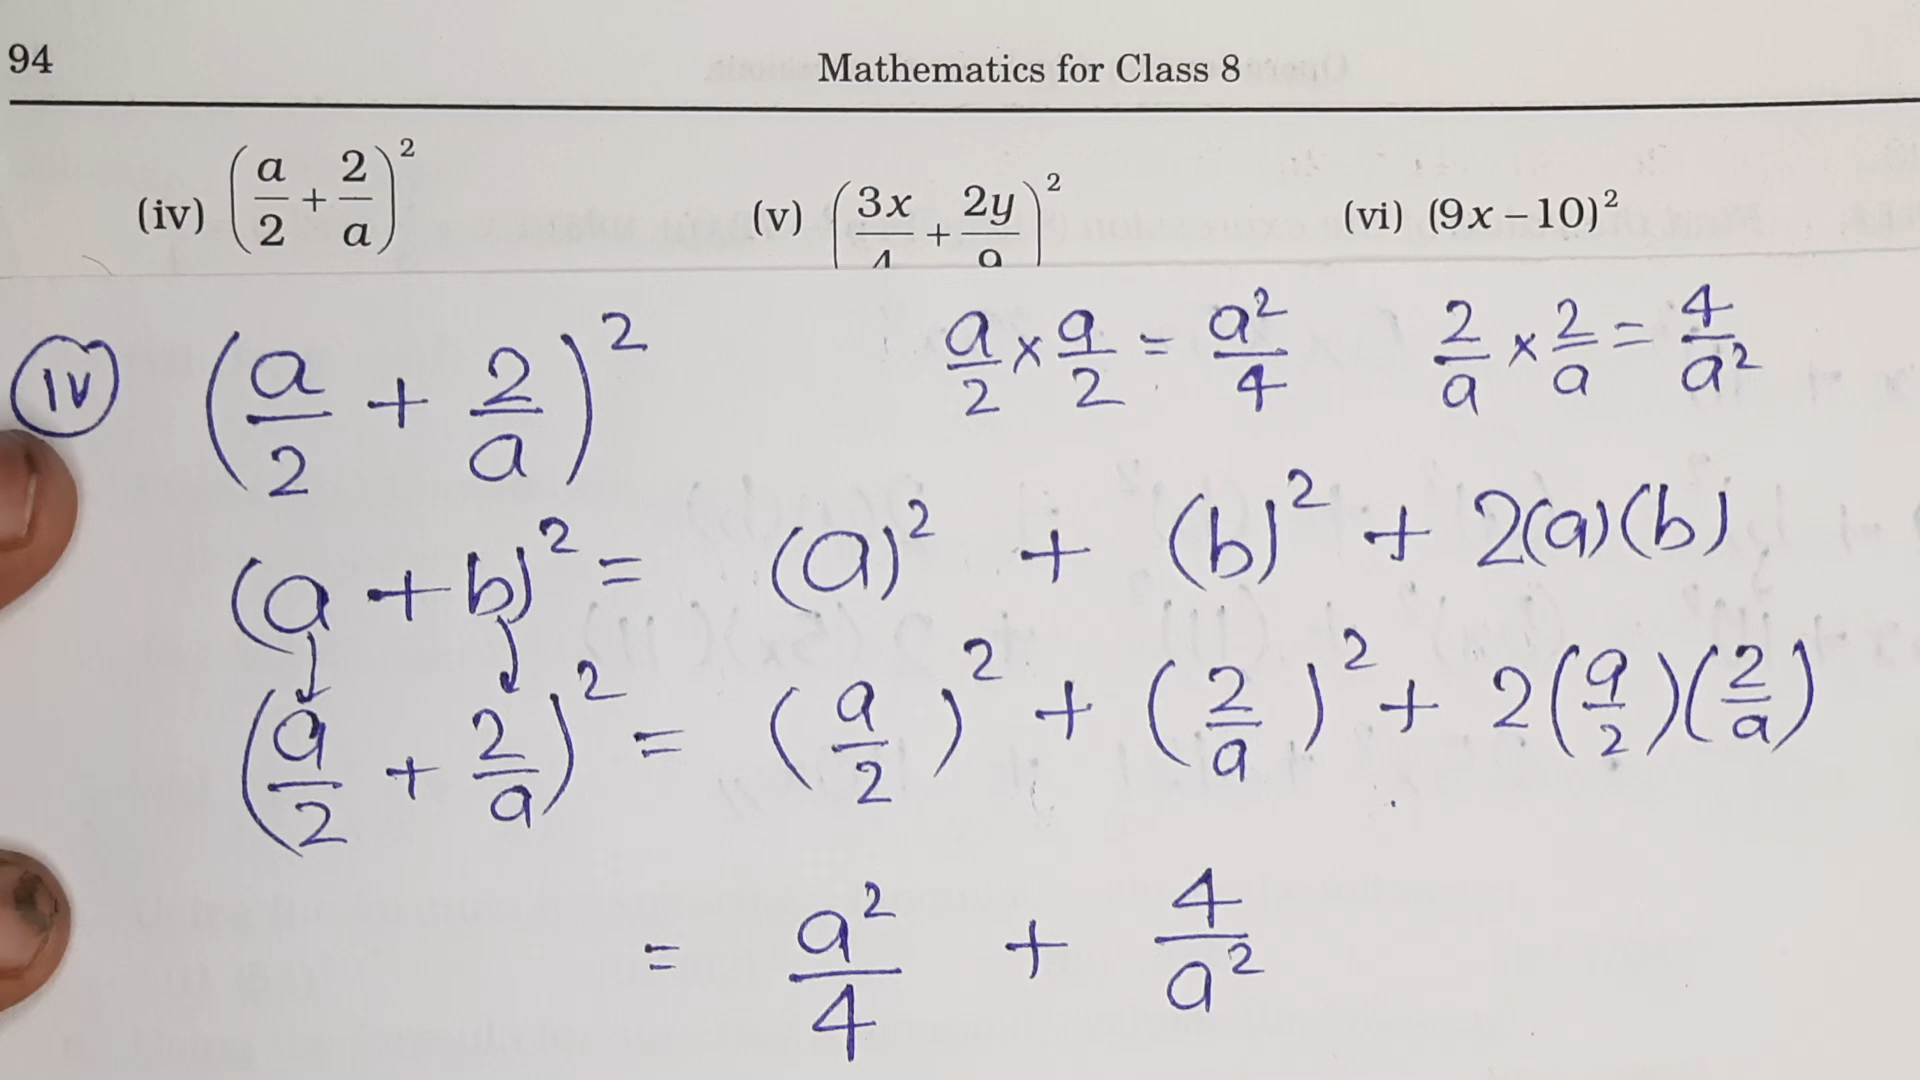 94 Mathematics for Class 8
(iv) (a/2 + 2/a)² (v) (3x/4 + 2y/9)² (vi) (9x – 10)²
(iv) (a/2 + 2/a)² a/2 × a/2 = a²/4 2/a × 2/a = 4/a²
(a + b)² = (a)² + (b)² + 2(a)(b)
(a/2 + 2/a)² = (a/2)² + (2/a)² + 2(a/2)(2/a)
= a²/4 + 4/a²